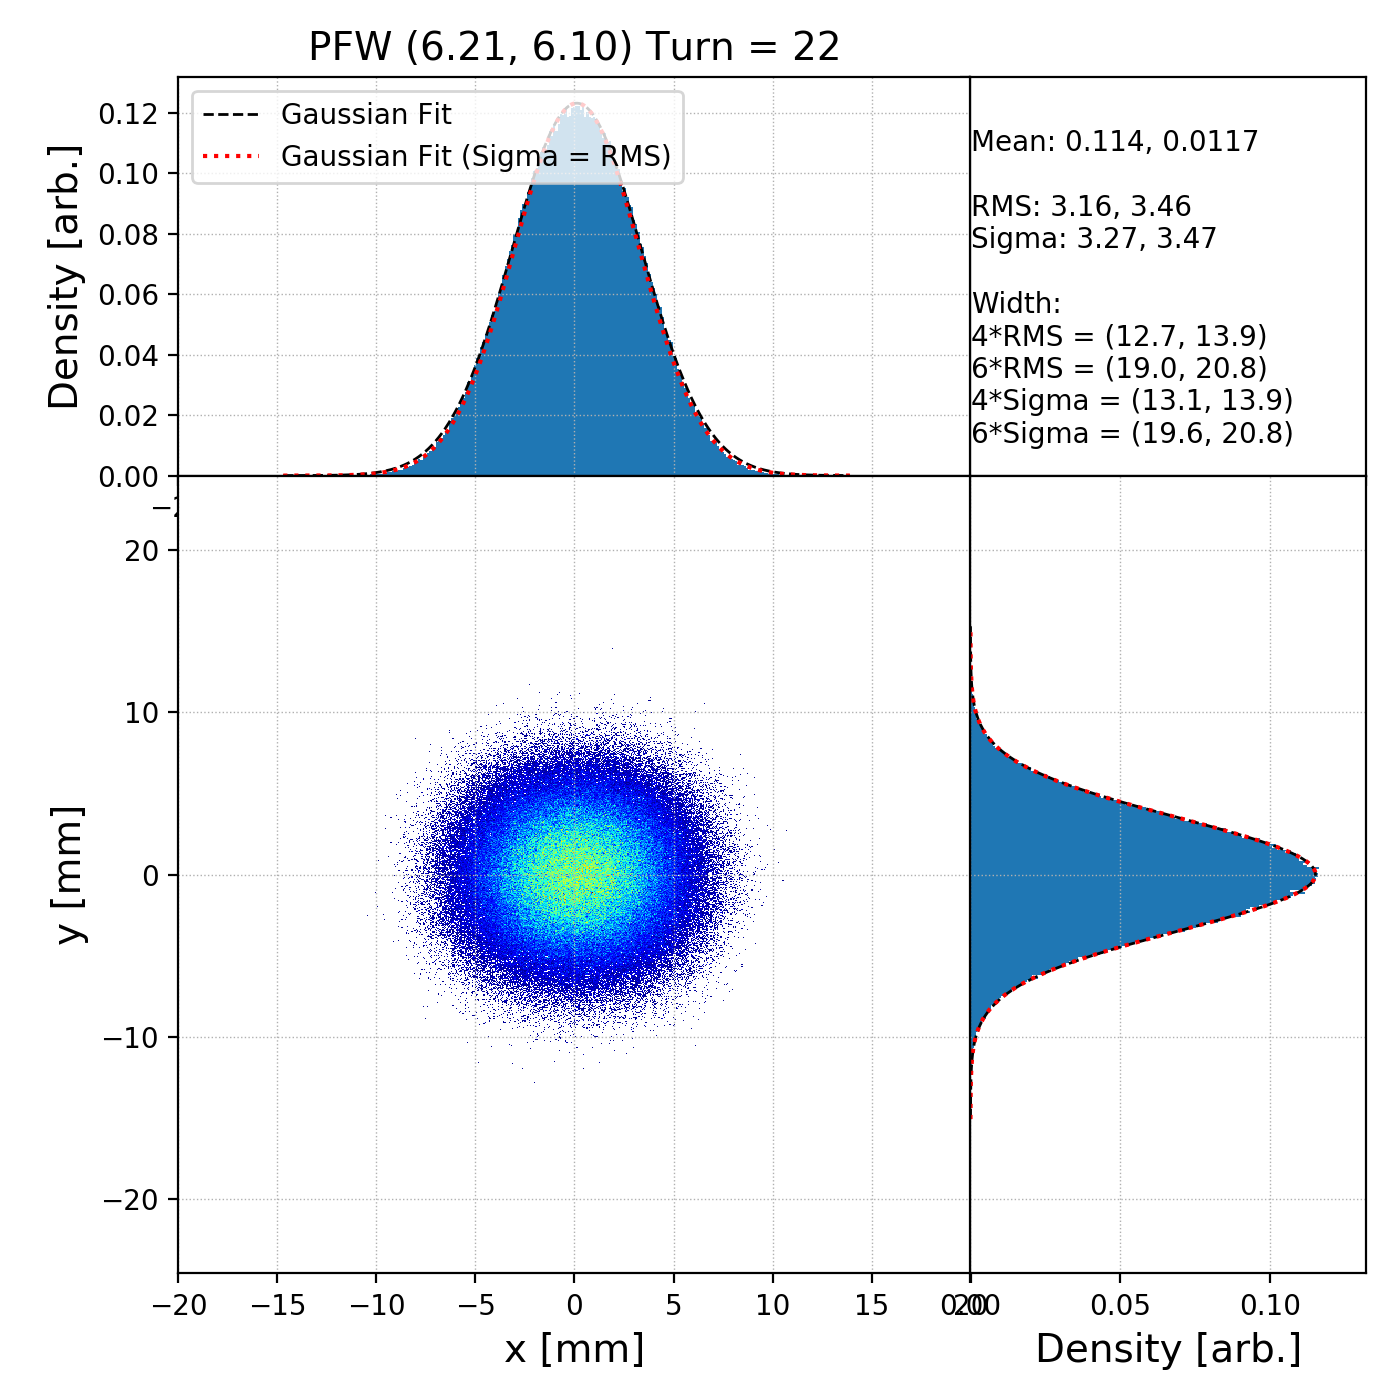 PFW (6.21, 6.10) Turn = 22
Gaussian Fit
Gaussian Fit (Sigma = RMS)
Density [arb.]
0.12
0.10
0.08
0.06
0.04
0.02
0.00
Mean: 0.114, 0.0117
RMS: 3.16, 3.46
Sigma: 3.27, 3.47
Width:
4*RMS = (12.7, 13.9)
6*RMS = (19.0, 20.8)
4*Sigma = (13.1, 13.9)
6*Sigma = (19.6, 20.8)
y [mm]
20
10
0
−10
−20
−20 −15 −10 −5 0 5 10 15
0.05 0.10
x [mm]
Density [arb.]